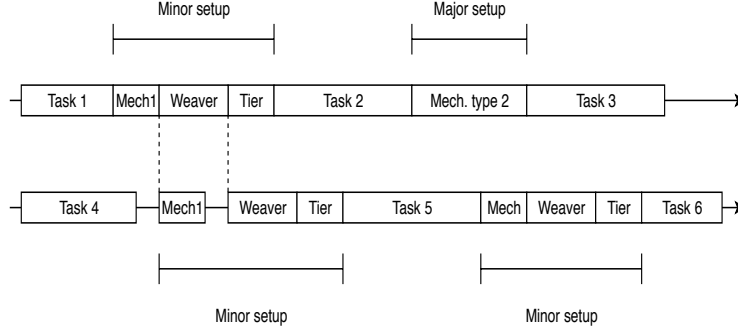 Minor setup Major setup
Task 1 Mech1 Weaver Tier Task 2 Mech. type 2 Task 3
Task 4 Mech1 Weaver Tier Task 5 Mech Weaver Tier Task 6
Minor setup Minor setup